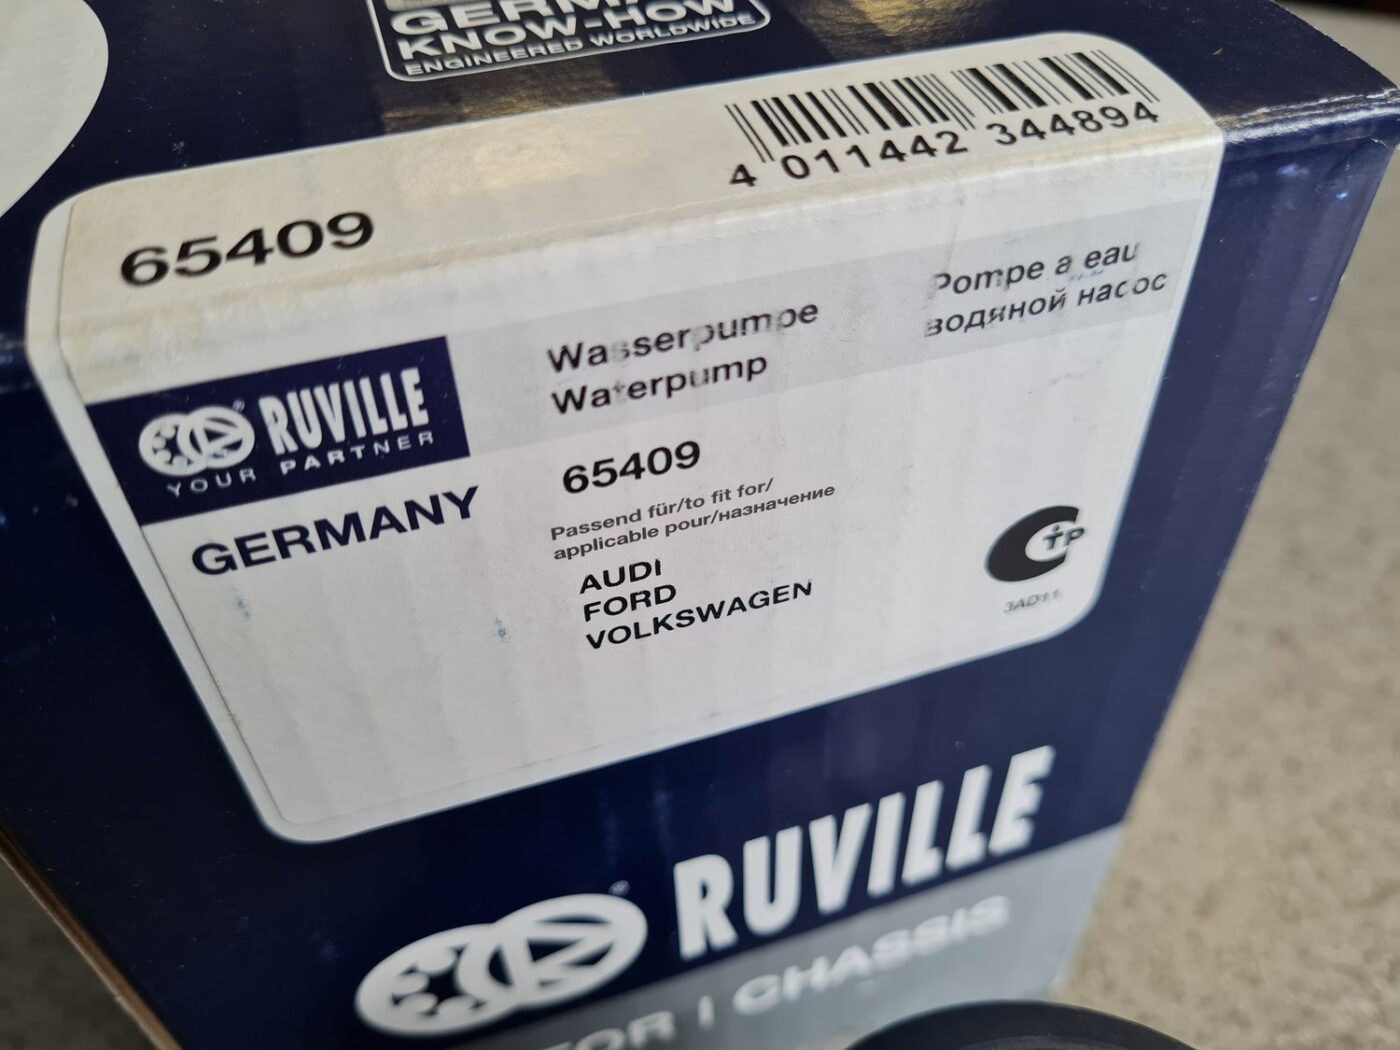 KNOW-HOW
ENGINEERED WORLDWIDE
4 011442 344894
65409
Wasserpumpe
Waterpump
Pompe a eau
водяной насос
RUVILLE
YOUR PARTNER
GERMANY
65409
Passend für/to fit for/
applicable pour/назначение
AUDI
FORD
VOLKSWAGEN
CTP
3AD11
RUVILLE
CHASSIS